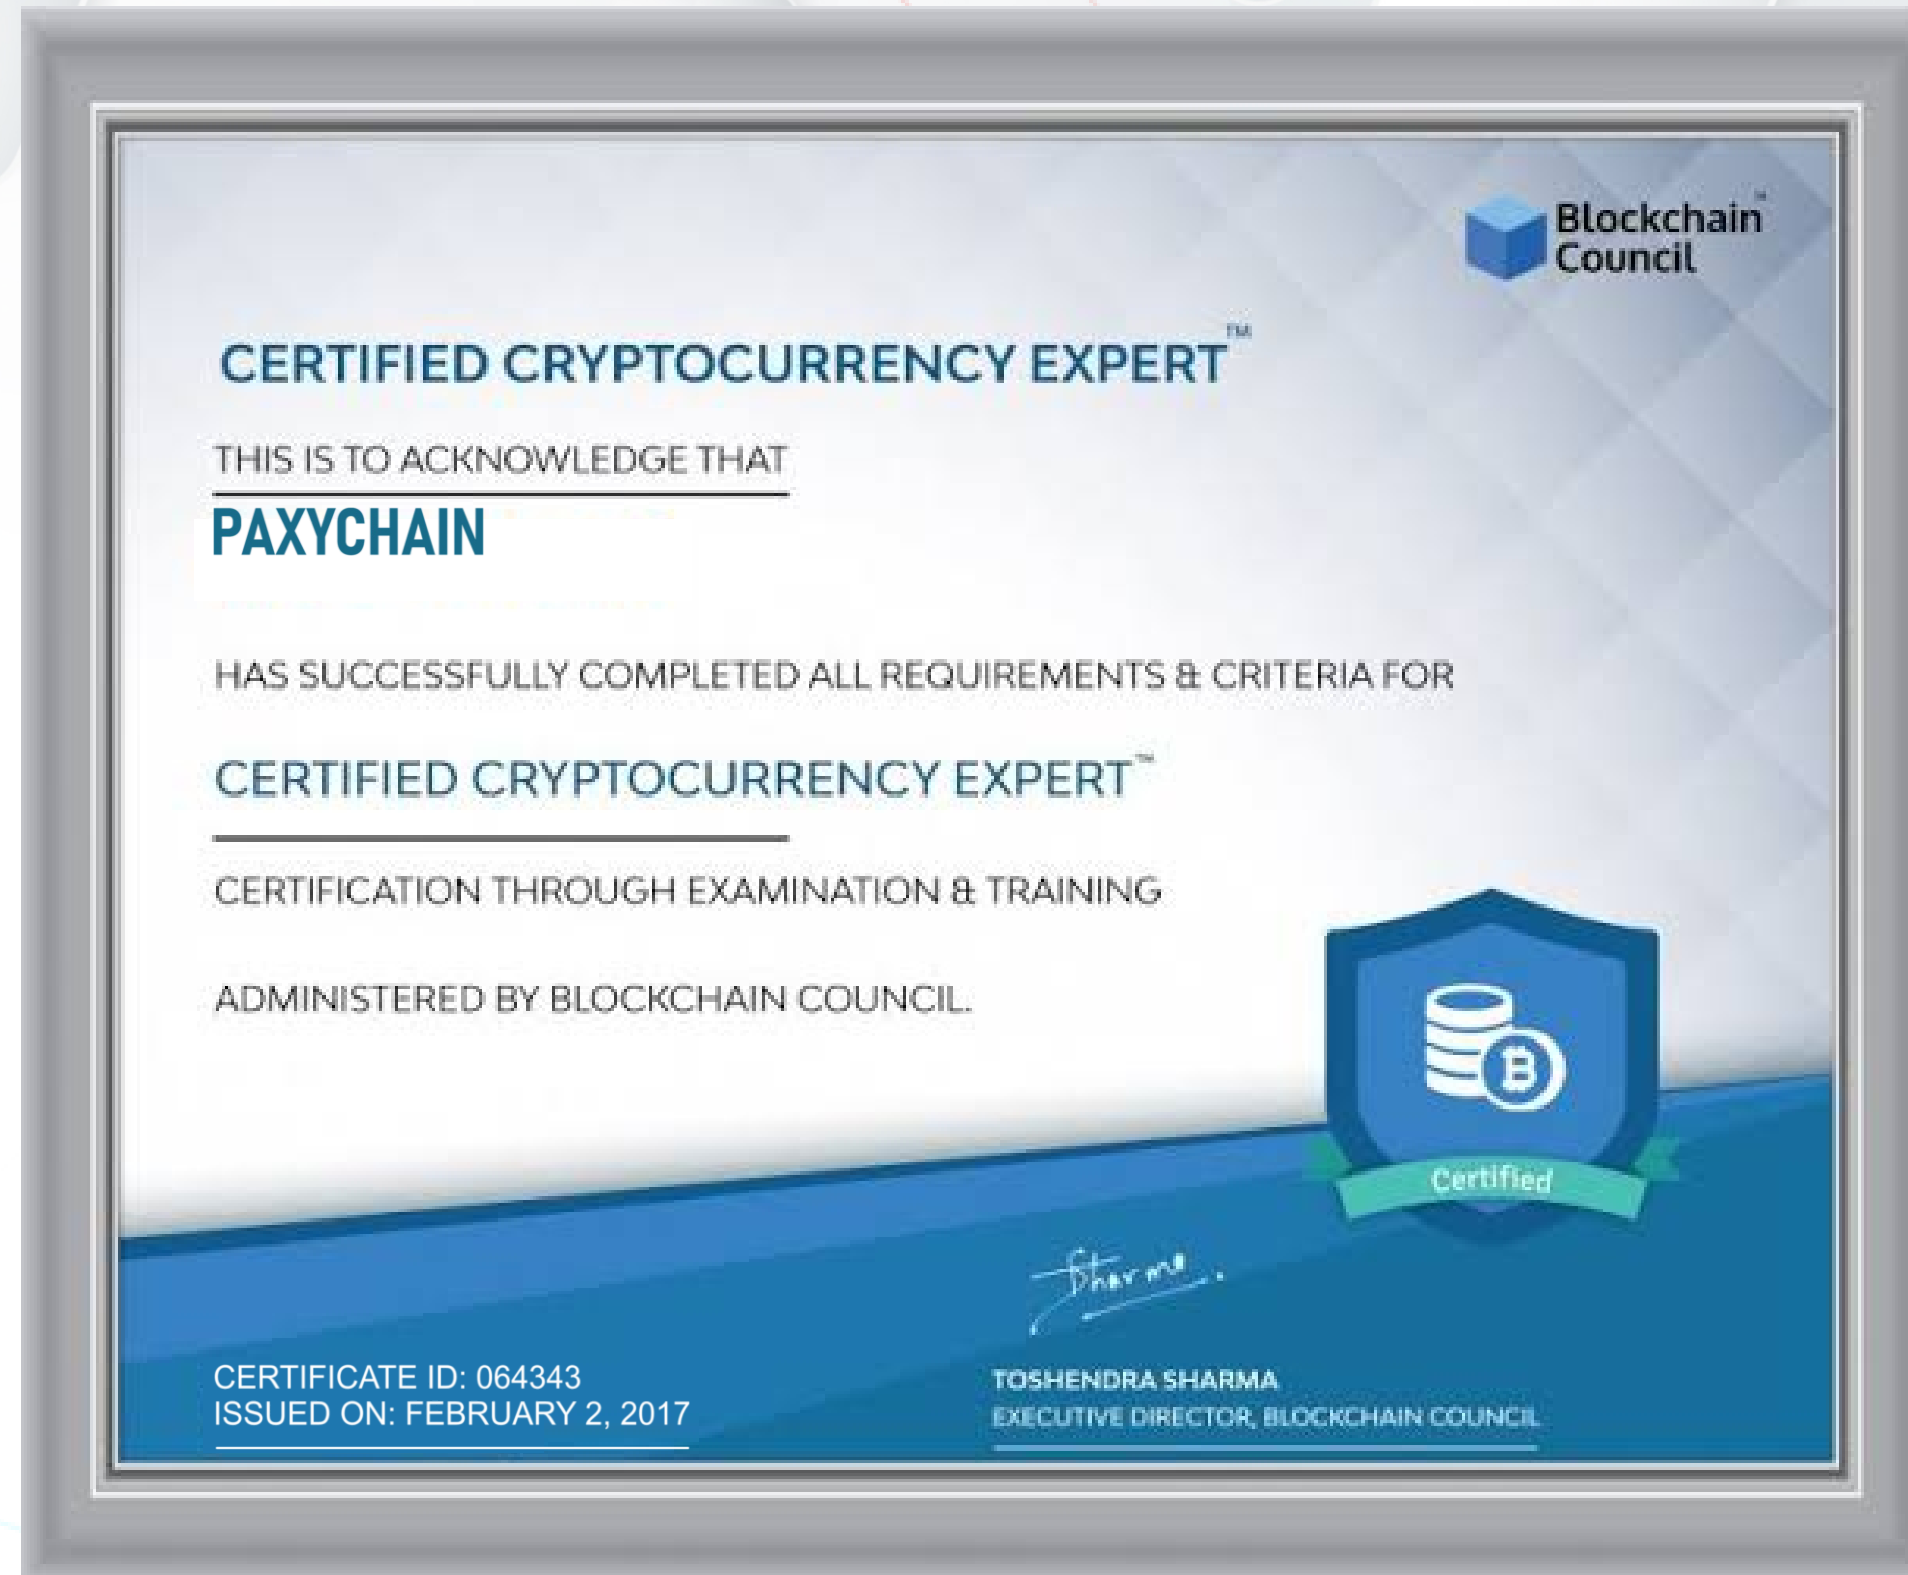 Blockchain™
Council
CERTIFIED CRYPTOCURRENCY EXPERT™
THIS IS TO ACKNOWLEDGE THAT
PAXYCHAIN
HAS SUCCESSFULLY COMPLETED ALL REQUIREMENTS & CRITERIA FOR
CERTIFIED CRYPTOCURRENCY EXPERT™
CERTIFICATION THROUGH EXAMINATION & TRAINING
ADMINISTERED BY BLOCKCHAIN COUNCIL.
B
Certified
Sharma.
CERTIFICATE ID: 064343
ISSUED ON: FEBRUARY 2, 2017
TOSHENDRA SHARMA
EXECUTIVE DIRECTOR, BLOCKCHAIN COUNCIL